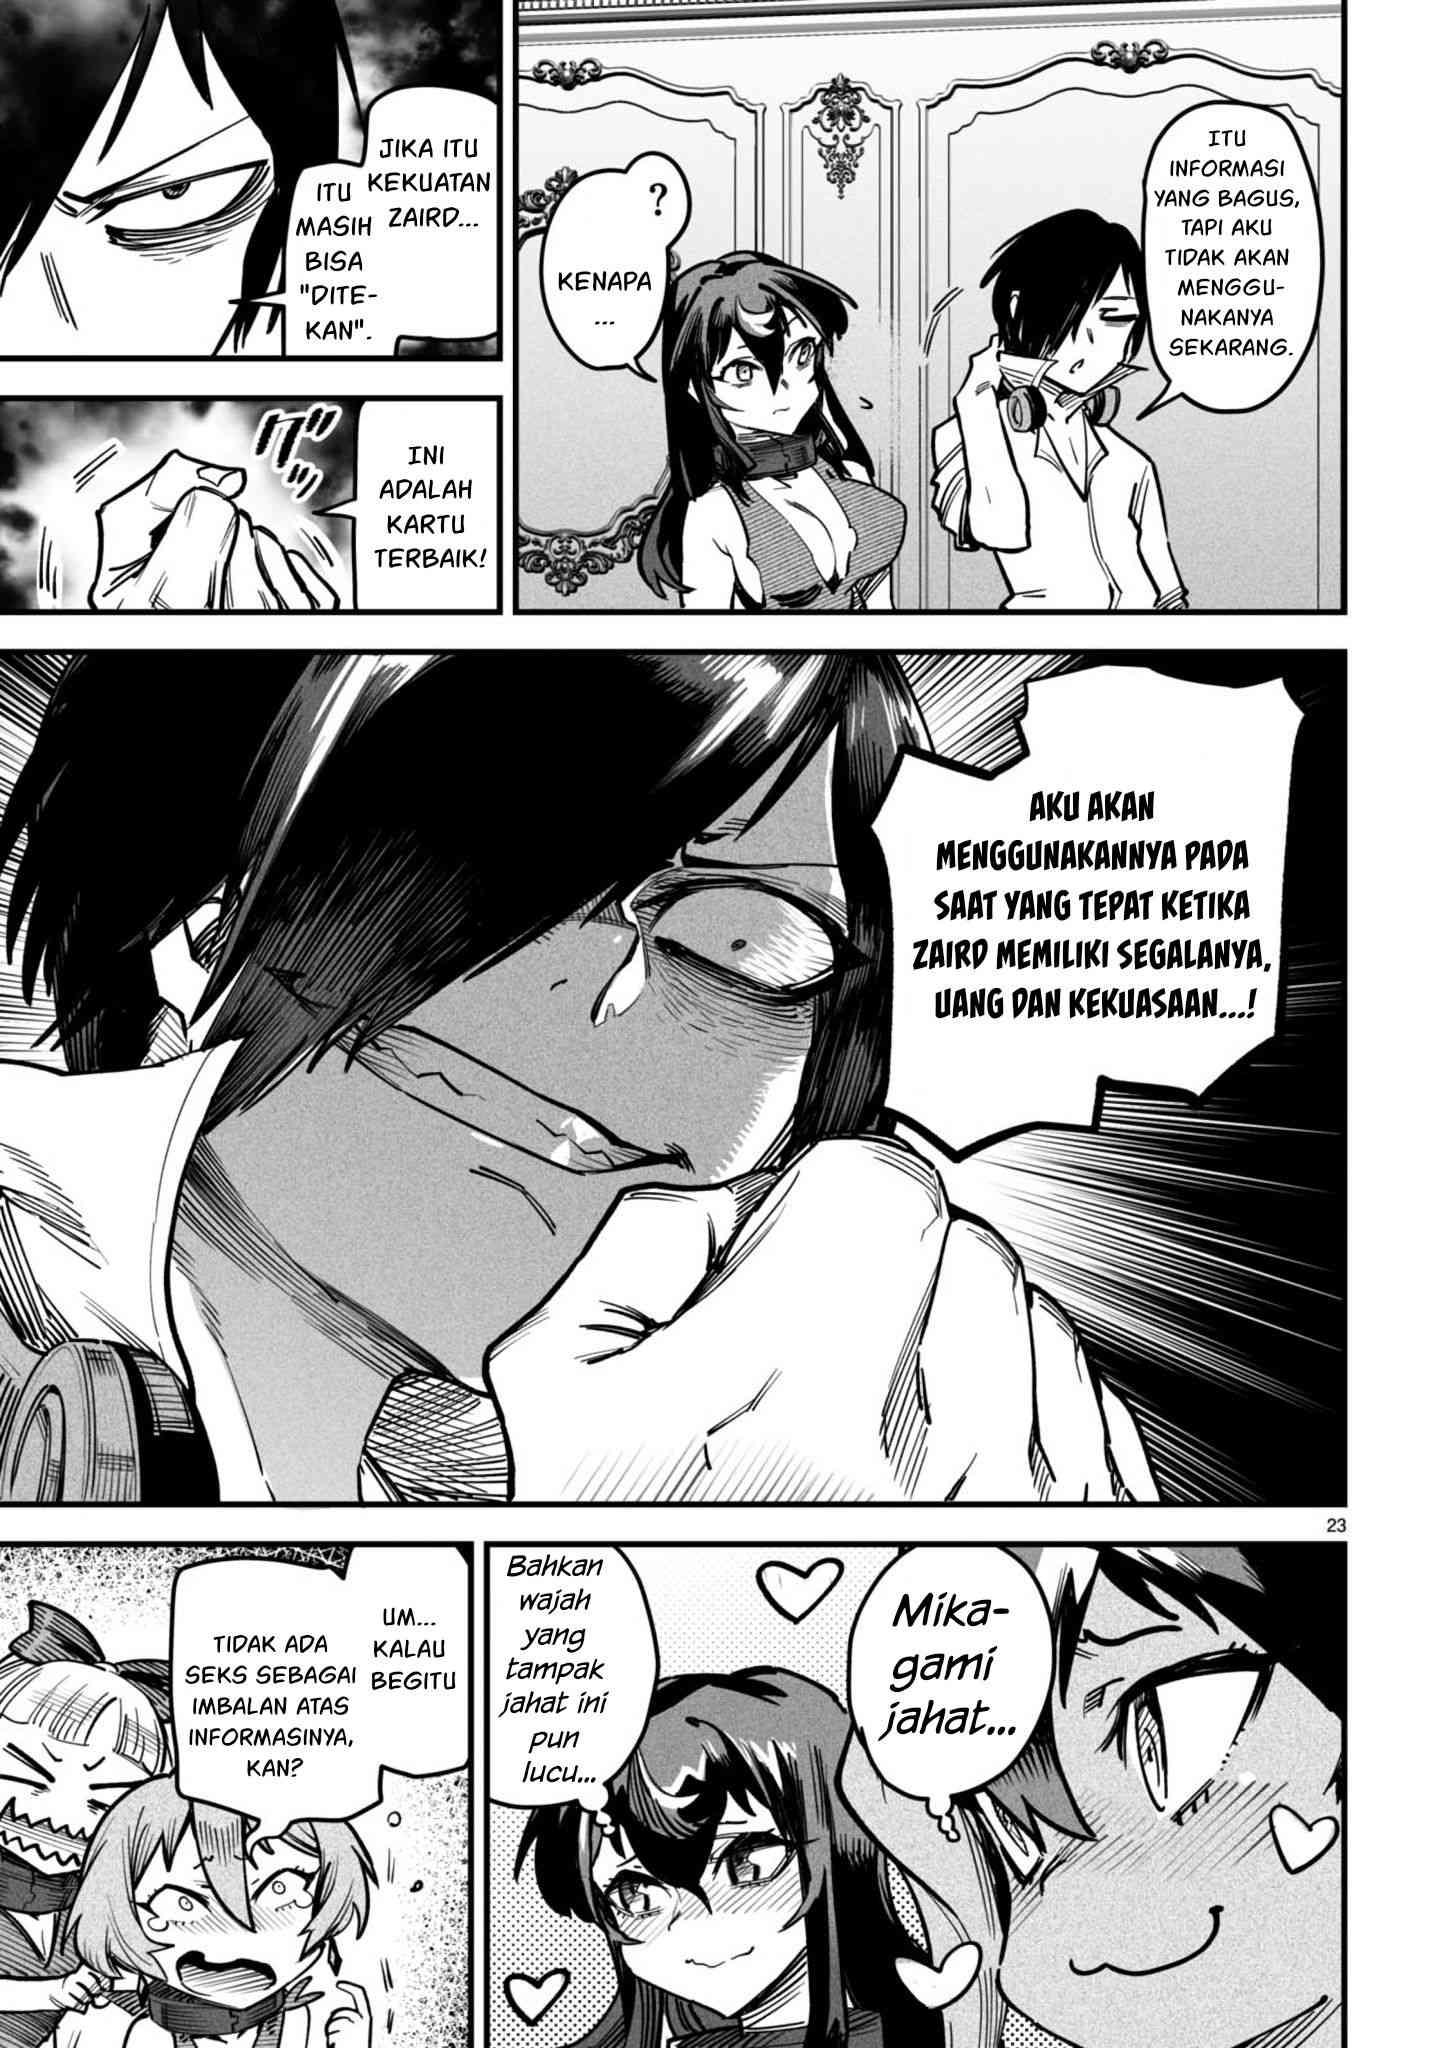 ITU
INFORMASI
YANG BAGUS,
TAPI AKU
TIDAK AKAN
MENGGU-
NAKANYA
SEKARANG.
?
KENAPA
...
JIKA ITU
KEKUATAN
ZAIRD...
ITU
MASIH
BISA
"DITE-
KAN".
INI
ADALAH
KARTU
TERBAIK!
グググ
AKU AKAN
MENGGUNAKANNYA PADA
SAAT YANG TEPAT KETIKA
ZAIRD MEMILIKI SEGALANYA,
UANG DAN KEKUASAAN...!
23
Mika-
gami
jahat...
Bahkan
wajah
yang
tampak
jahat ini
pun
lucu...
UM...
KALAU
BEGITU
TIDAK ADA
SEKS SEBAGAI
IMBALAN ATAS
INFORMASINYA,
KAN?